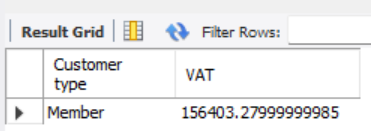 Result Grid Filter Rows:
Customer
type VAT
Member 156403.27999999985